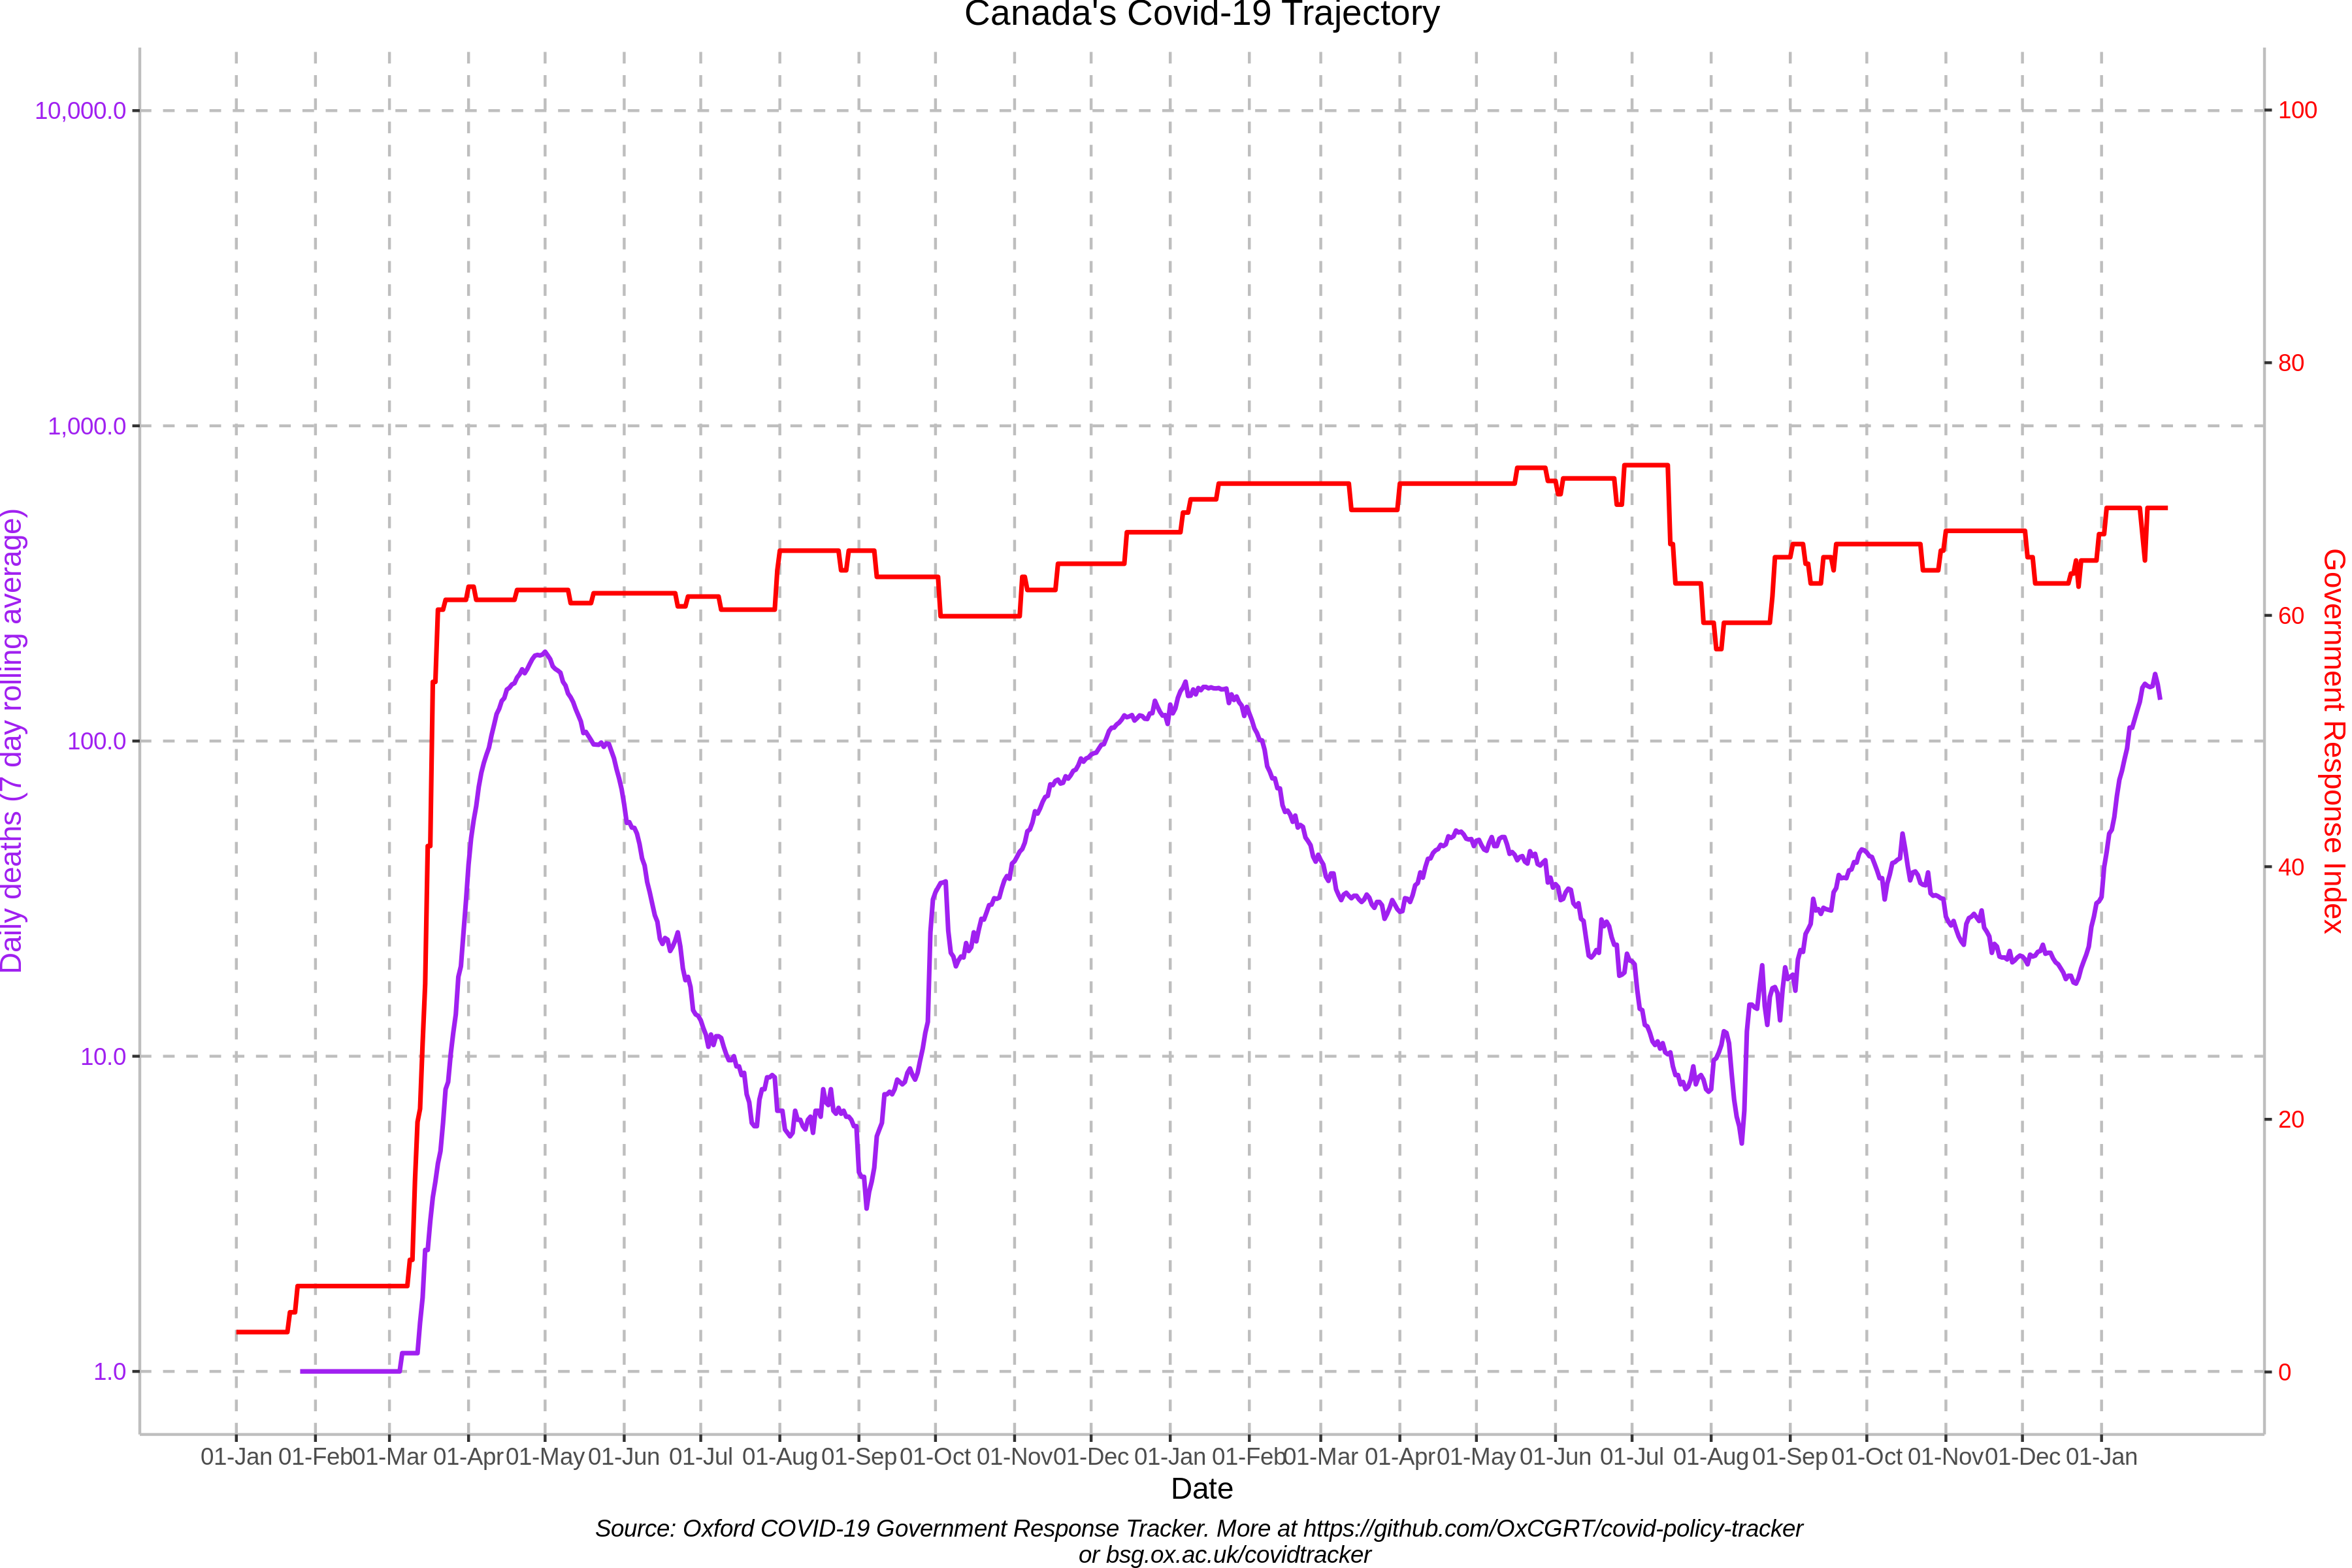 Canada's Covid-19 Trajectory
10,000.0
1,000.0
100.0
10.0
1.0
Daily deaths (7 day rolling average)
100
80
60
40
20
0
Government Response Index
01-Jan 01-Feb 01-Mar 01-Apr 01-May 01-Jun 01-Jul 01-Aug 01-Sep 01-Oct 01-Nov 01-Dec 01-Jan 01-Feb 01-Mar 01-Apr 01-May 01-Jun 01-Jul 01-Aug 01-Sep 01-Oct 01-Nov 01-Dec 01-Jan
Date
Source: Oxford COVID-19 Government Response Tracker. More at https://github.com/OxCGRT/covid-policy-tracker
or bsg.ox.ac.uk/covidtracker